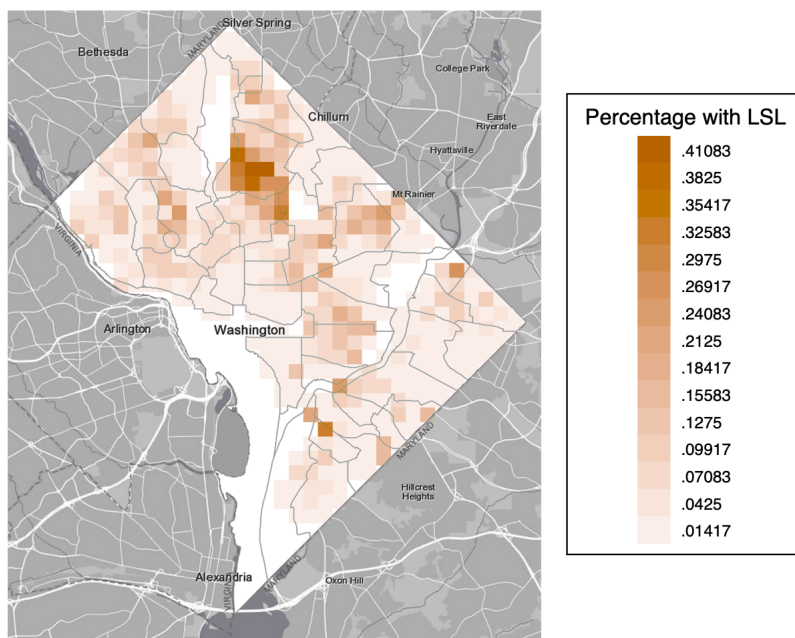 Silver Spring
Bethesda
MARYLAND
College Park
Chillum
East
Riverdale
Hyattsville
Mt Rainier
VIRGINIA
Arlington
Washington
MARYLAND
Hillcrest
Heights
Alexandria
MARYLAND
Oxon Hill
Percentage with LSL
.41083
.3825
.35417
.32583
.2975
.26917
.24083
.2125
.18417
.15583
.1275
.09917
.07083
.0425
.01417